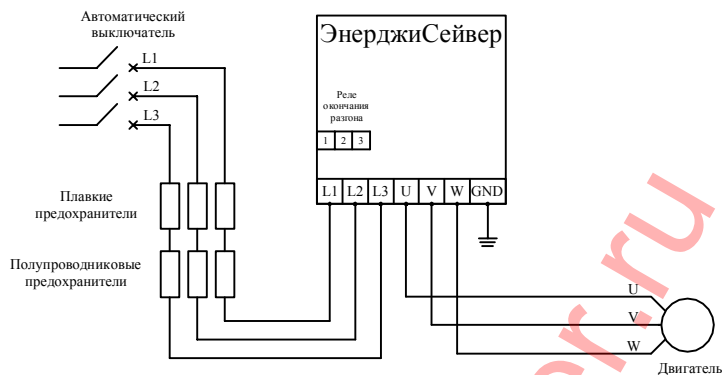 Автоматический
выключатель
L1
L2
L3
ЭнерджиСейвер
Реле
окончания
разгона
1 2 3
L1 L2 L3 U V W GND
Плавкие
предохранители
Полупроводниковые
предохранители
U
V
W
Двигатель
r.ru